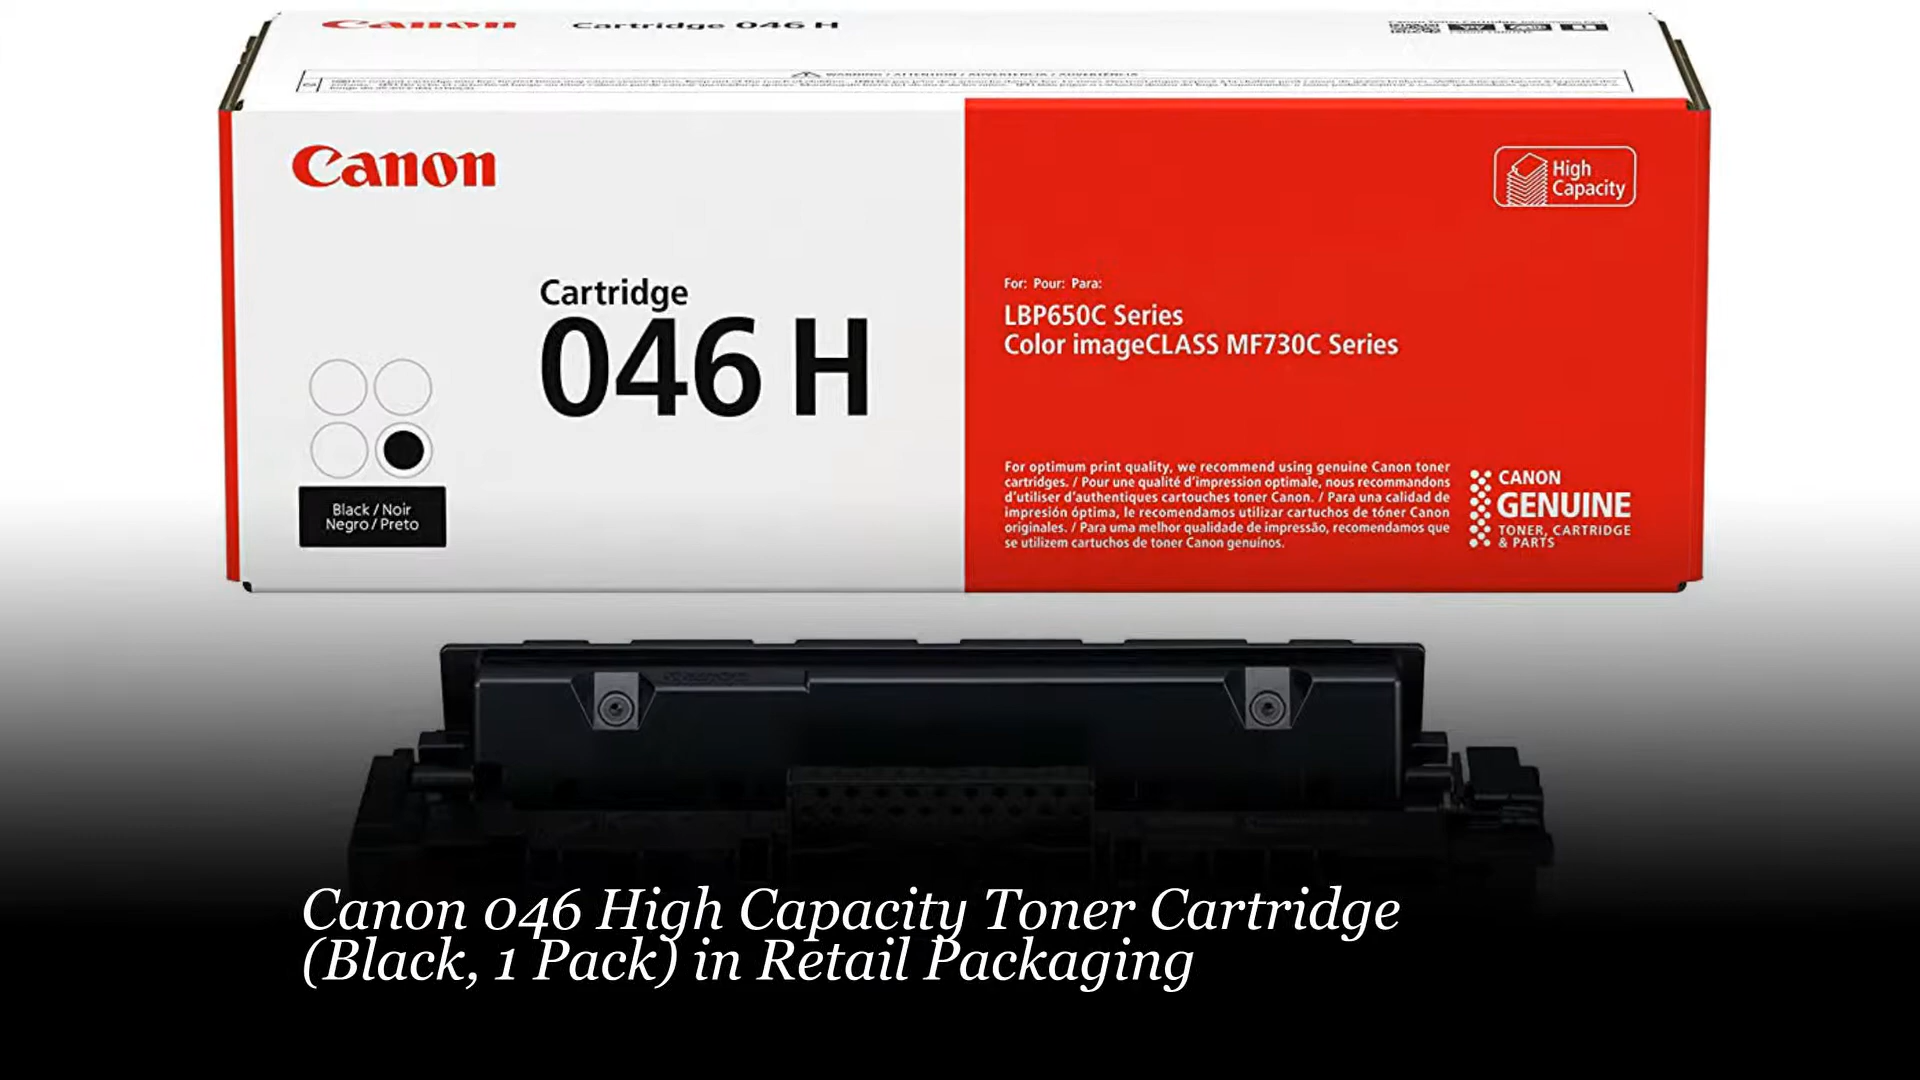 Canon Cartridge 046 H
WARNING / ATTENTION / ADVERTENCIA / ADVERTÊNCIA
Canon
High
Capacity
Cartridge
046 H
For: Pour: Para:
LBP650C Series
Color imageCLASS MF730C Series
Black / Noir
Negro / Preto
For optimum print quality, we recommend using genuine Canon toner
cartridges. / Pour une qualité d'impression optimale, nous recommandons
d'utiliser d'authentiques cartouches toner Canon. / Para una calidad de
impresión óptima, le recomendamos utilizar cartuchos de tóner Canon
originales. / Para uma melhor qualidade de impressão, recomendamos que
se utilizem cartuchos de toner Canon genuínos.
CANON
GENUINE
TONER, CARTRIDGE
& PARTS
Canon 046 High Capacity Toner Cartridge
(Black, 1 Pack) in Retail Packaging